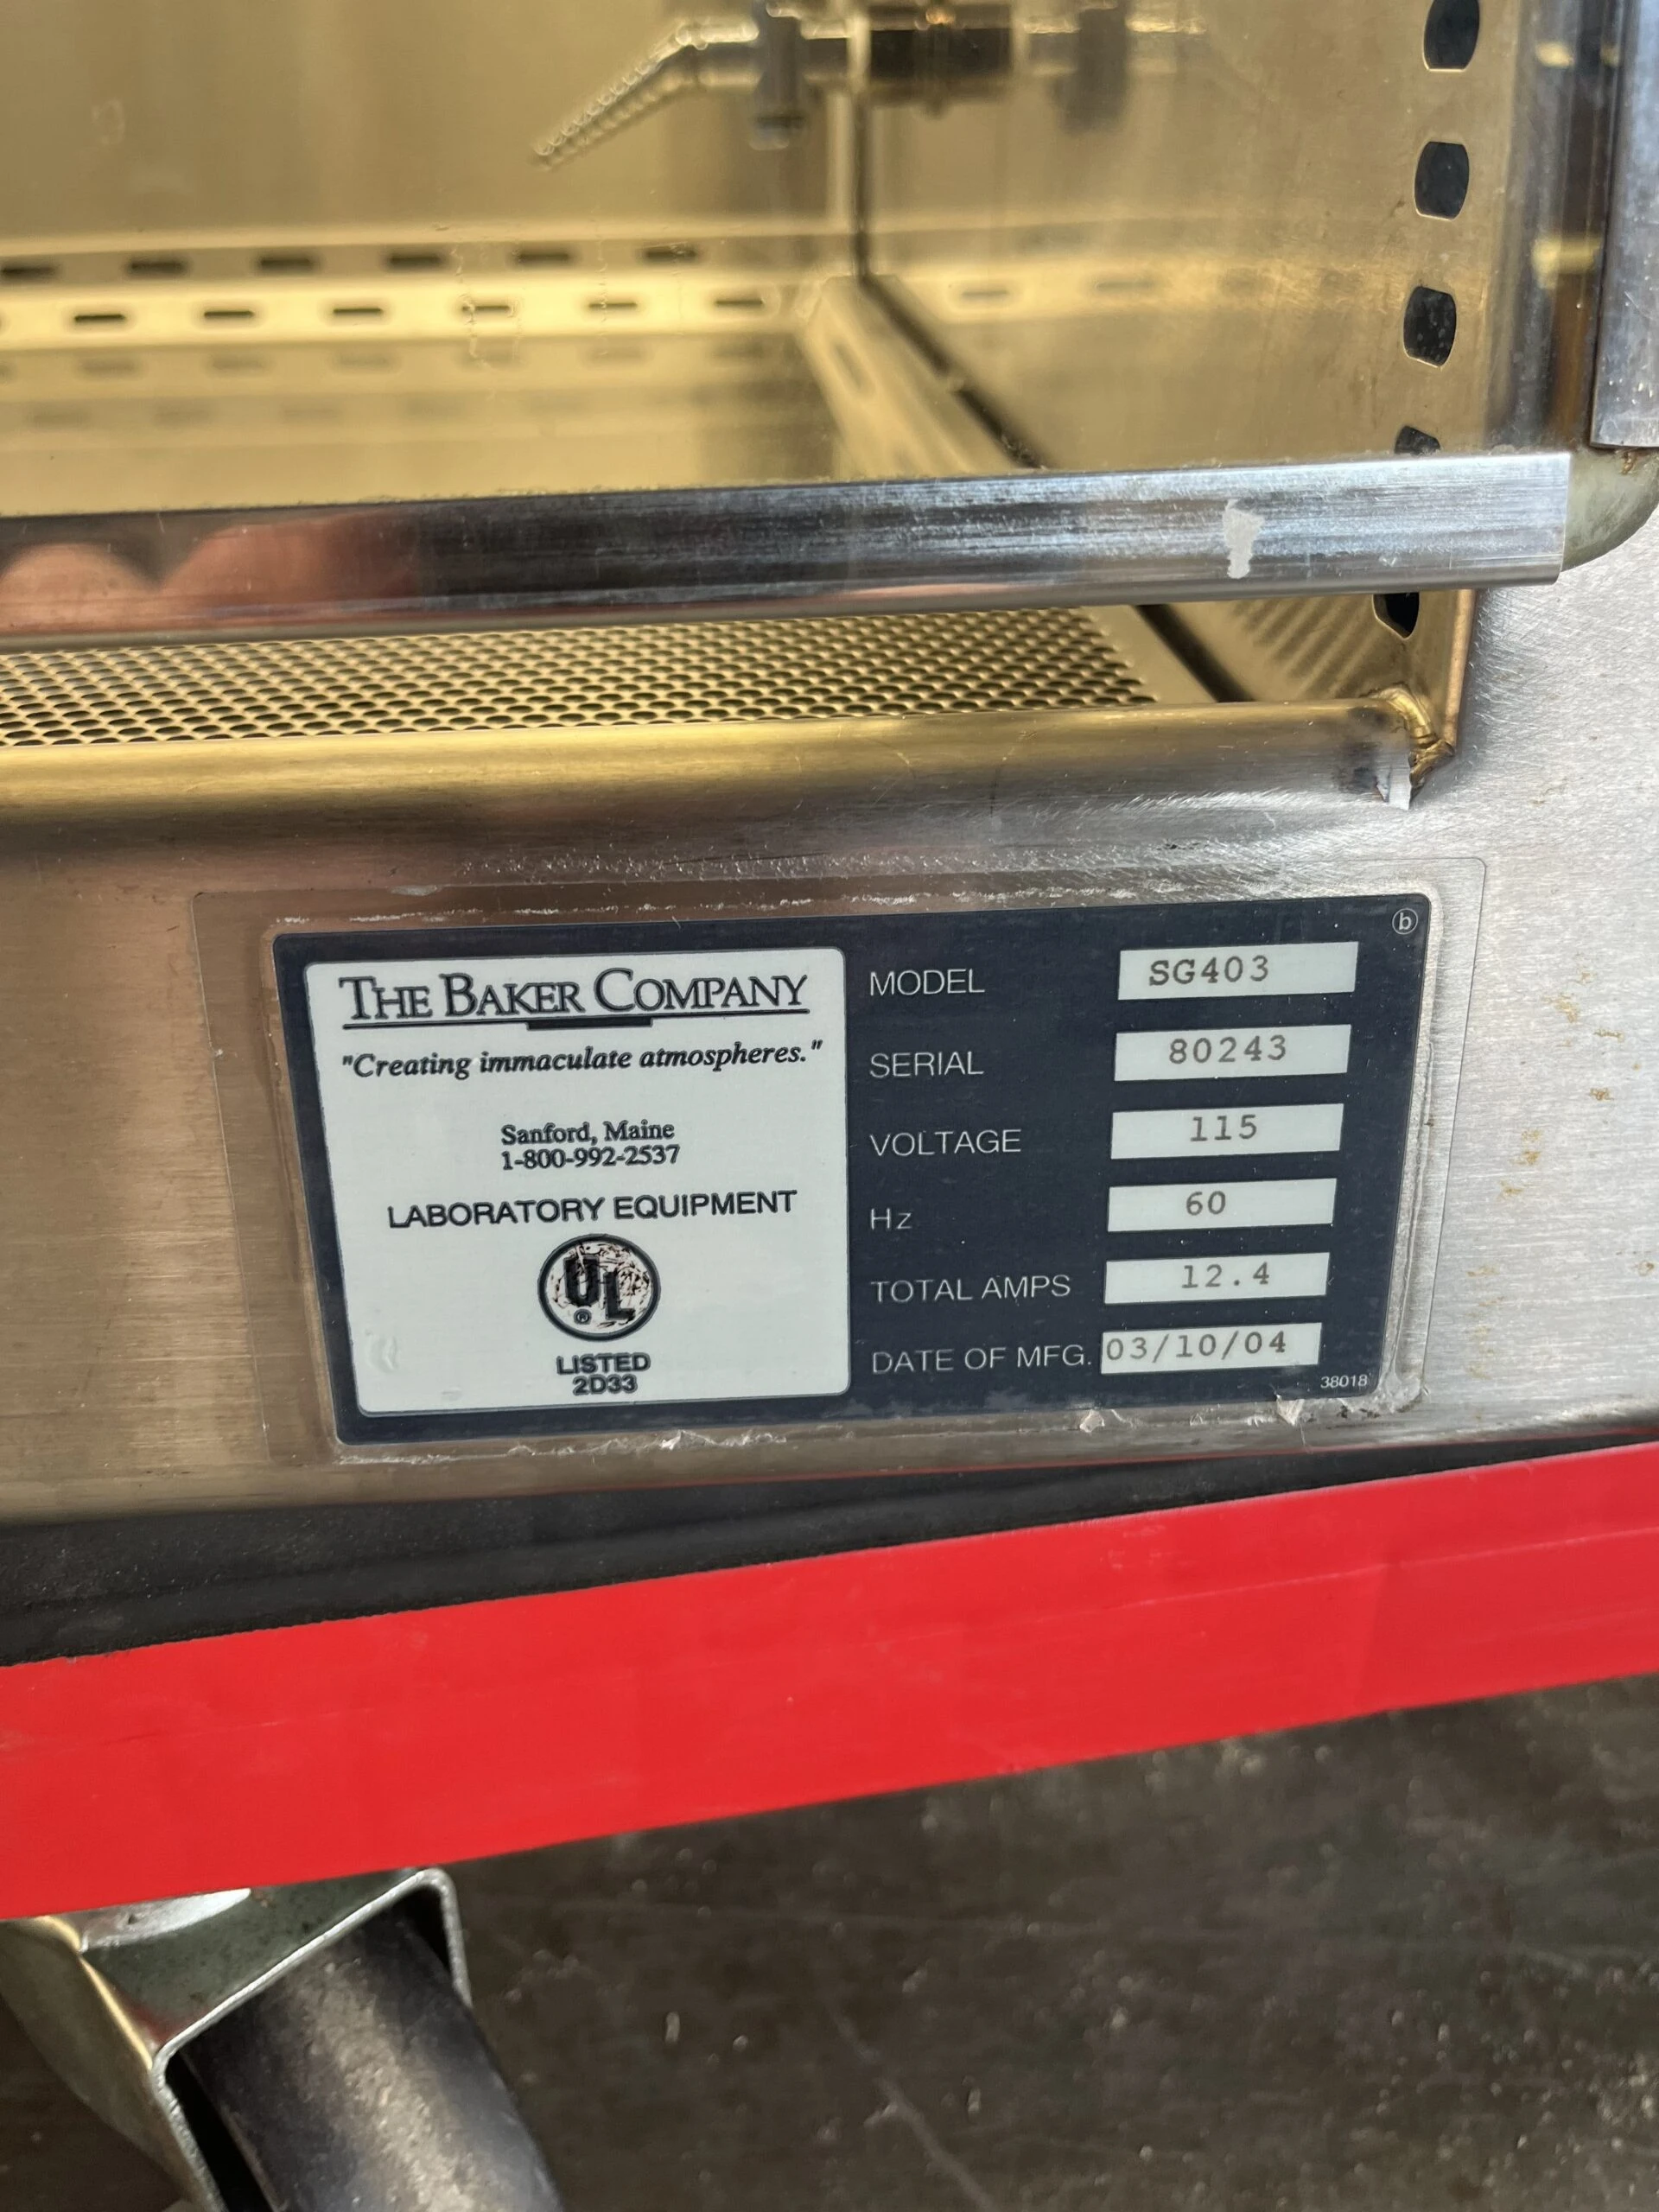 THE BAKER COMPANY
"Creating immaculate atmospheres."
Sanford, Maine
1-800-992-2537
LABORATORY EQUIPMENT
UL
®
LISTED
2D33
b
MODEL SG403
SERIAL 80243
VOLTAGE 115
Hz 60
TOTAL AMPS 12.4
DATE OF MFG. 03/10/04
38018